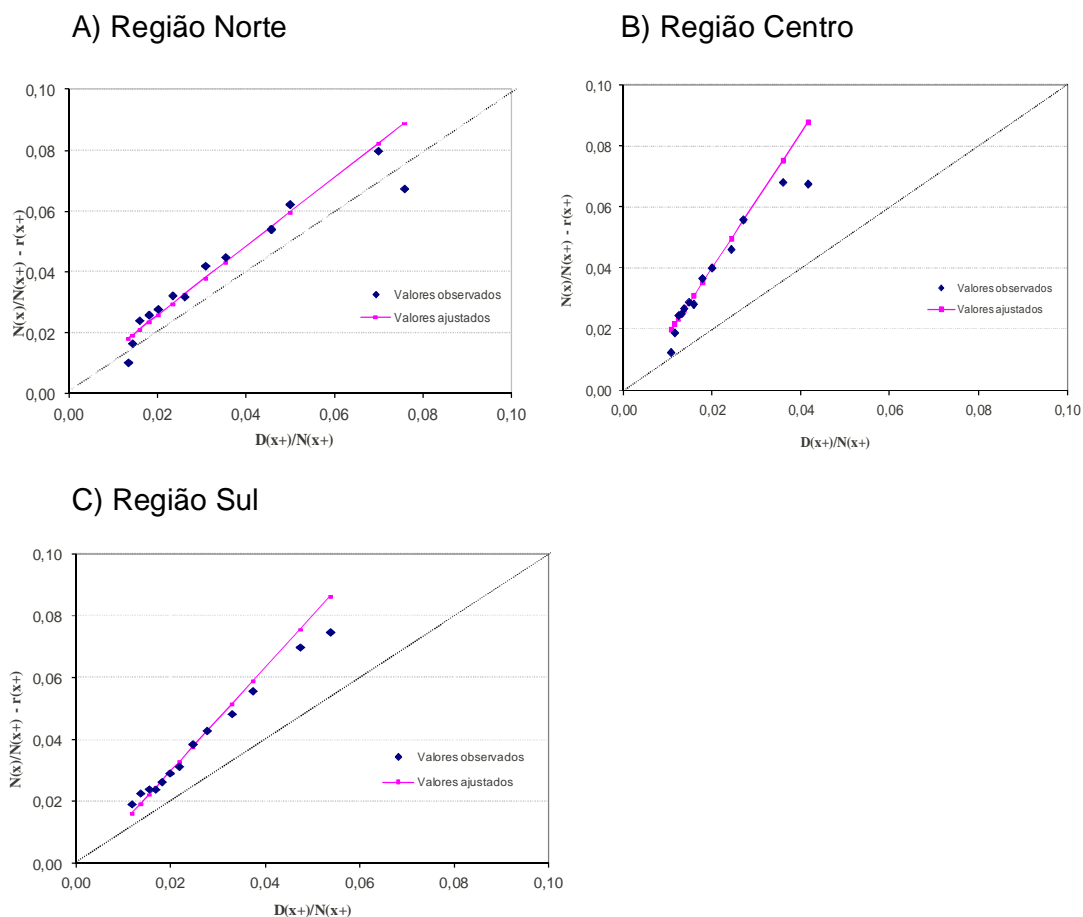 A) Região Norte
N(x)/N(x+) - r(x+)
0,10
0,08
0,06
0,04
0,02
0,00
Valores observados
Valores ajustados
0,00 0,02 0,04 0,06 0,08 0,10
D(x+)/N(x+)
B) Região Centro
N(x)/N(x+) - r(x+)
0,10
0,08
0,06
0,04
0,02
0,00
Valores observados
Valores ajustados
0,00 0,02 0,04 0,06 0,08 0,10
D(x+)/N(x+)
C) Região Sul
N(x)/N(x+) - r(x+)
0,10
0,08
0,06
0,04
0,02
0,00
Valores observados
Valores ajustados
0,00 0,02 0,04 0,06 0,08 0,10
D(x+)/N(x+)